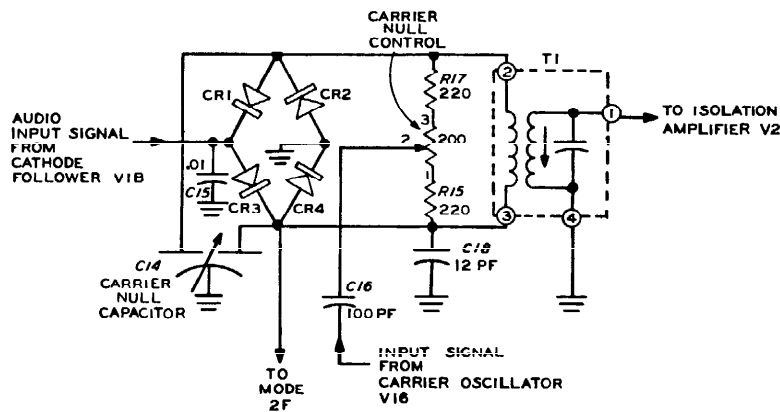 CARRIER
NULL
CONTROL
T1
2
R17
220
CR1
CR2
3
1
AUDIO
INPUT SIGNAL
FROM
CATHODE
FOLLOWER V1B
2
200
TO ISOLATION
AMPLIFIER V2
.01
C15
1
R15
220
CR3
CR4
3
4
C14
CARRIER
NULL
CAPACITOR
C18
12 PF
C16
100 PF
INPUT SIGNAL
FROM
CARRIER OSCILLATOR
V16
TO
MODE
2F